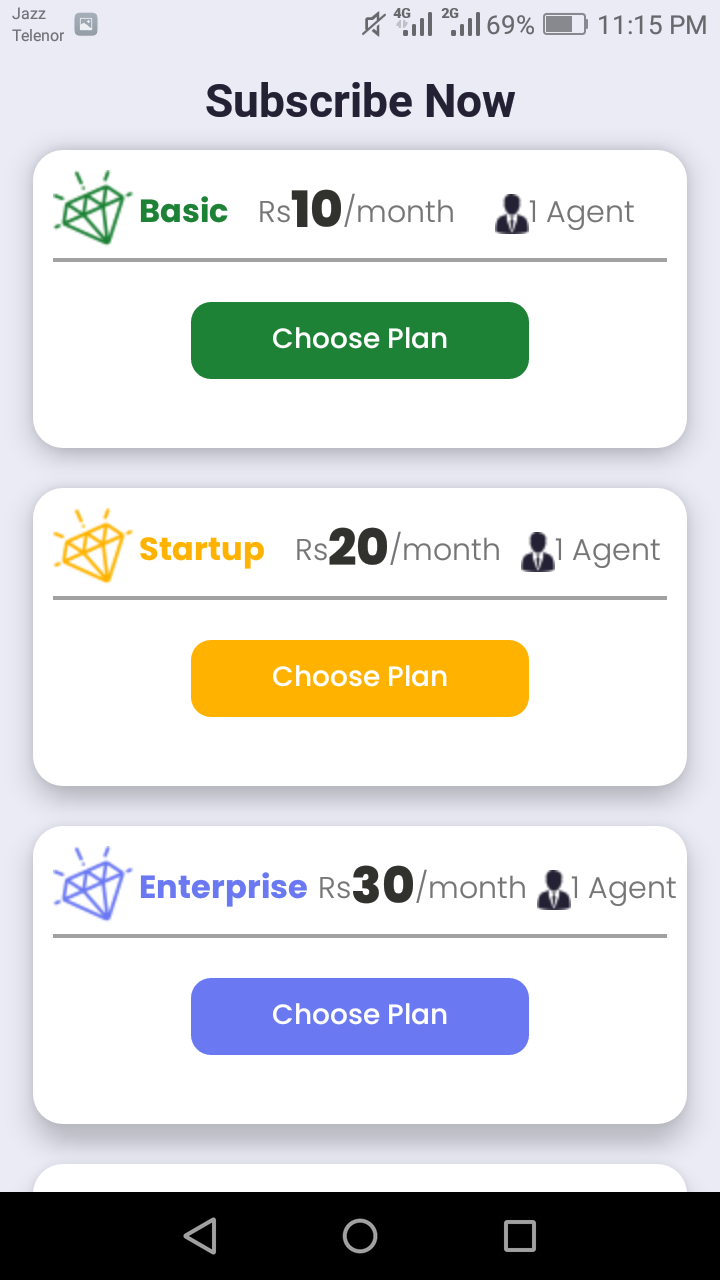 Jazz
Telenor
4G 2G 69% 11:15 PM
Subscribe Now
Basic Rs10/month 1 Agent
Choose Plan
Startup Rs20/month 1 Agent
Choose Plan
Enterprise Rs30/month 1 Agent
Choose Plan